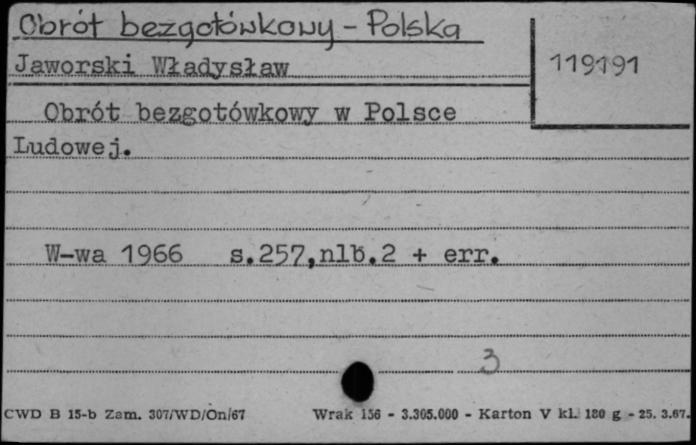 Obrót bezgotówkowy - Polska
Jaworski Władysław
119191
Obrót bezgotówkowy w Polsce
Ludowej.
W-wa 1966 s.257,nlb.2 + err.
3
CWD B 15-b Zam. 307/WD/On/67 Wrak 156 - 3.305.000 - Karton V kl. 180 g - 25. 3.67.